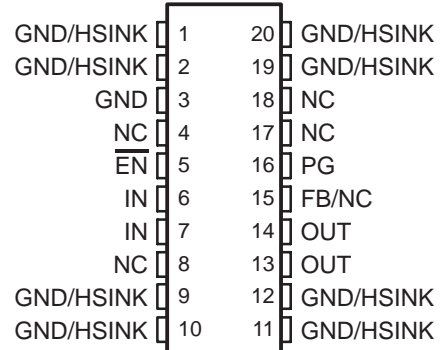 GND/HSINK 1 20 GND/HSINK
GND/HSINK 2 19 GND/HSINK
GND 3 18 NC
NC 4 17 NC
EN 5 16 PG
IN 6 15 FB/NC
IN 7 14 OUT
NC 8 13 OUT
GND/HSINK 9 12 GND/HSINK
GND/HSINK 10 11 GND/HSINK